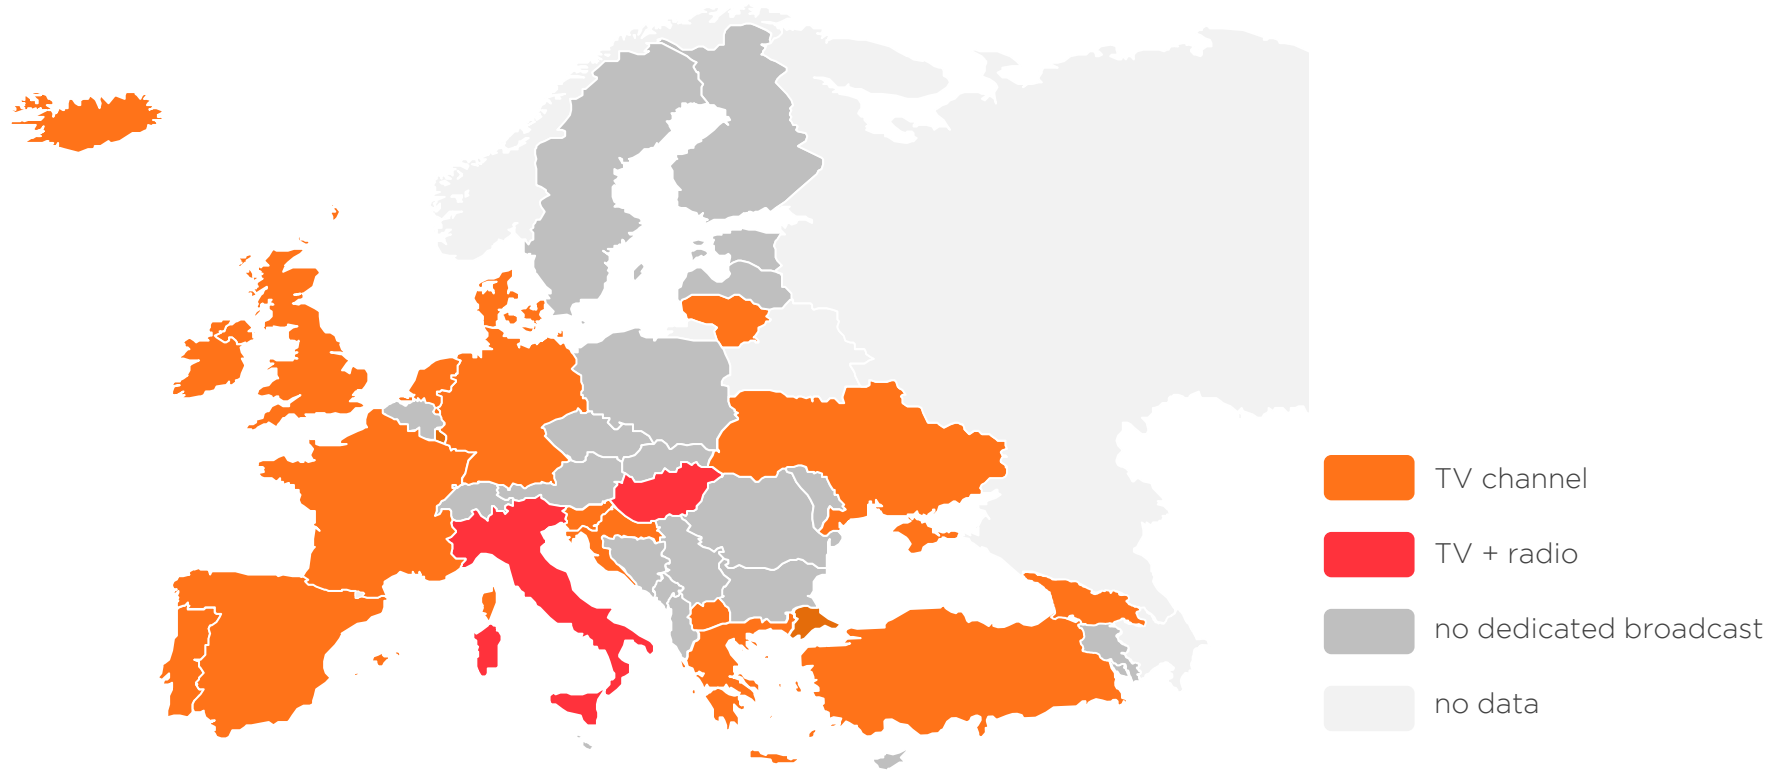 TV channel
TV + radio
no dedicated broadcast
no data